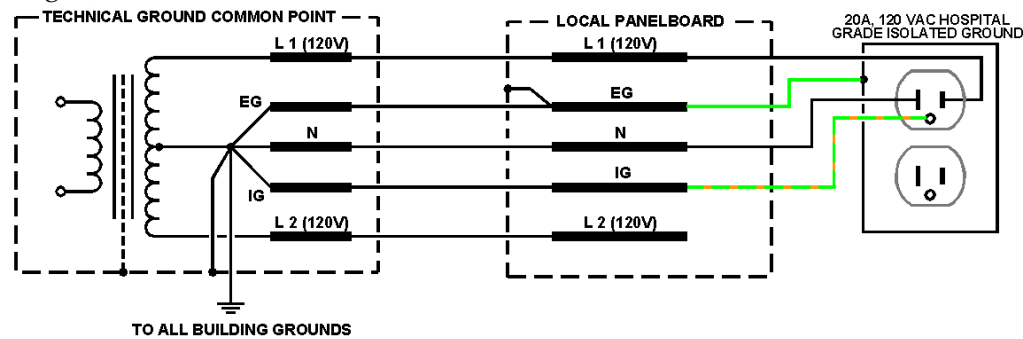 TECHNICAL GROUND COMMON POINT
LOCAL PANELBOARD
20A, 120 VAC HOSPITAL
GRADE ISOLATED GROUND
L 1 (120V)
L 1 (120V)
EG
EG
N
N
IG
IG
L 2 (120V)
L 2 (120V)
TO ALL BUILDING GROUNDS